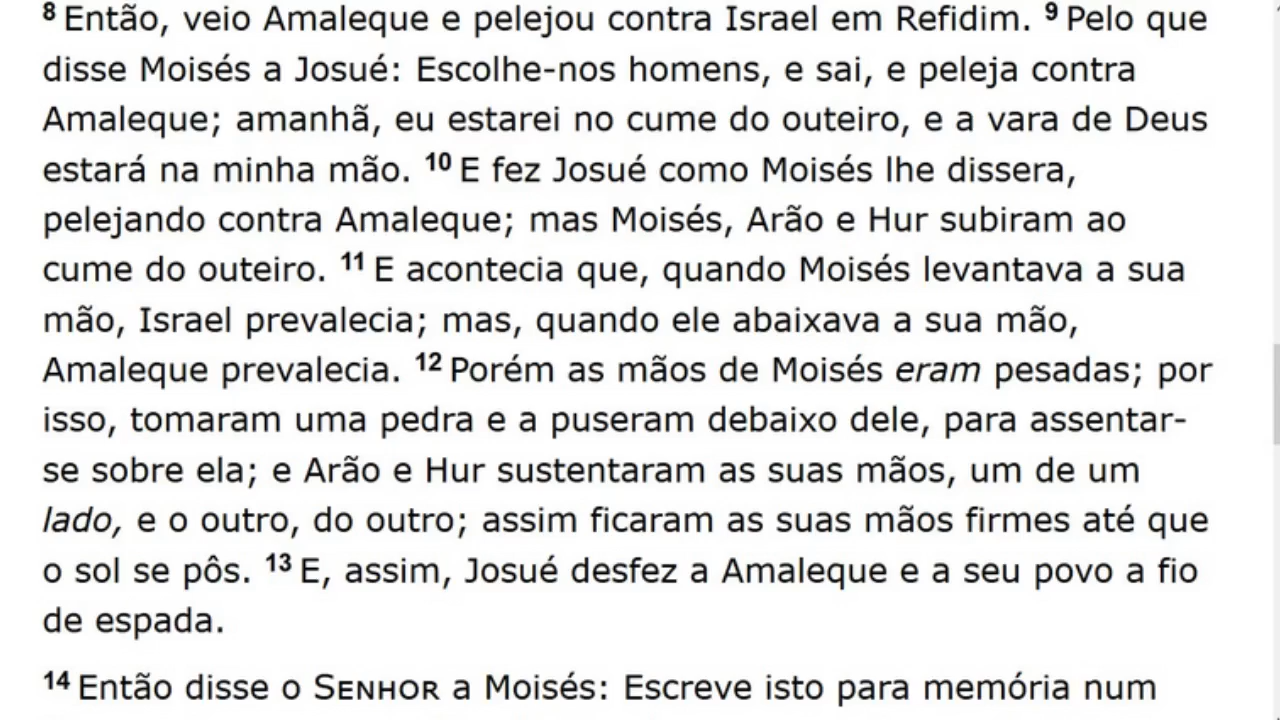 8 Então, veio Amaleque e pelejou contra Israel em Refidim. 9 Pelo que
disse Moisés a Josué: Escolhe-nos homens, e sai, e peleja contra
Amaleque; amanhã, eu estarei no cume do outeiro, e a vara de Deus
estará na minha mão. 10 E fez Josué como Moisés lhe dissera,
pelejando contra Amaleque; mas Moisés, Arão e Hur subiram ao
cume do outeiro. 11 E acontecia que, quando Moisés levantava a sua
mão, Israel prevalecia; mas, quando ele abaixava a sua mão,
Amaleque prevalecia. 12 Porém as mãos de Moisés eram pesadas; por
isso, tomaram uma pedra e a puseram debaixo dele, para assentar-
se sobre ela; e Arão e Hur sustentaram as suas mãos, um de um
lado, e o outro, do outro; assim ficaram as suas mãos firmes até que
o sol se pôs. 13 E, assim, Josué desfez a Amaleque e a seu povo a fio
de espada.
14 Então disse o SENHOR a Moisés: Escreve isto para memória num